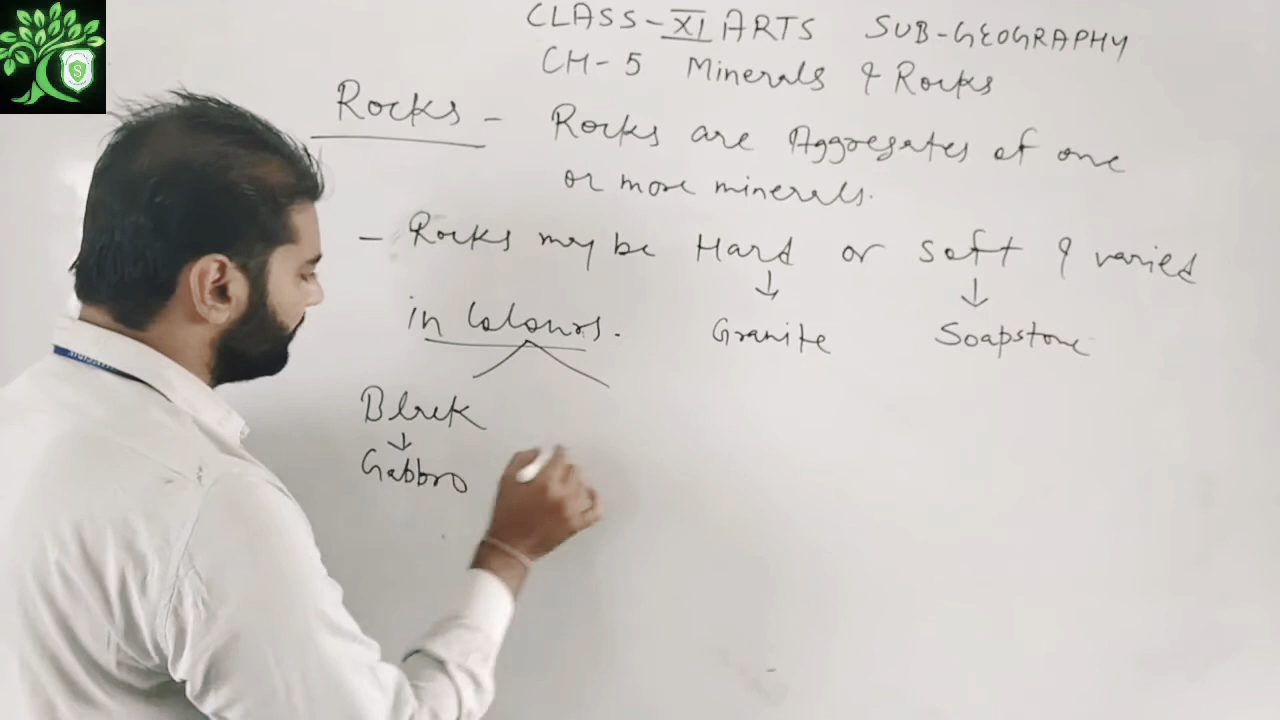 CLASS-XI ARTS SUB-GEOGRAPHY
CH-5 Minerals & Rocks
Rocks - Rocks are Aggregates of one
or more minerals.
- Rocks may be Hard or Soft & varied
in Colours. Granite Soapstone
Black
Gabbro
S